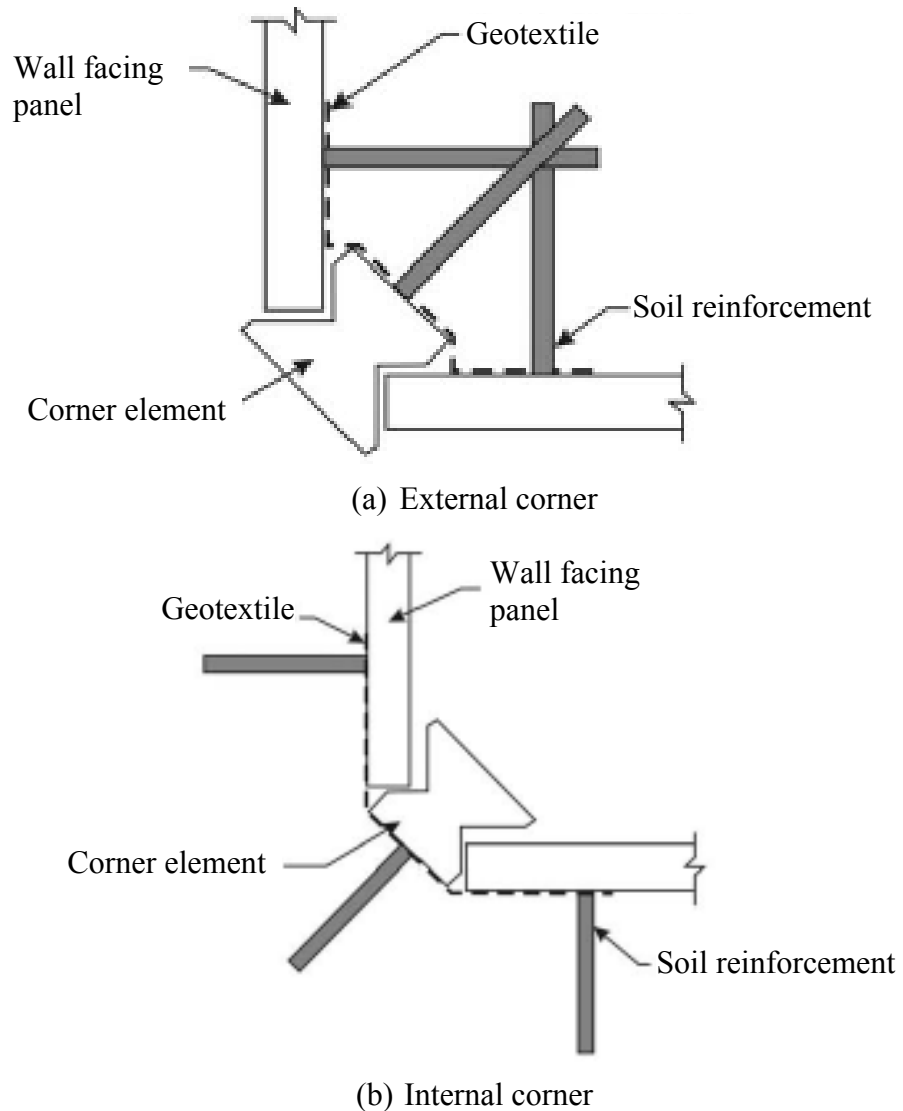 Geotextile
Wall facing
panel
Soil reinforcement
Corner element
(a) External corner
Wall facing
panel
Geotextile
Corner element
Soil reinforcement
(b) Internal corner